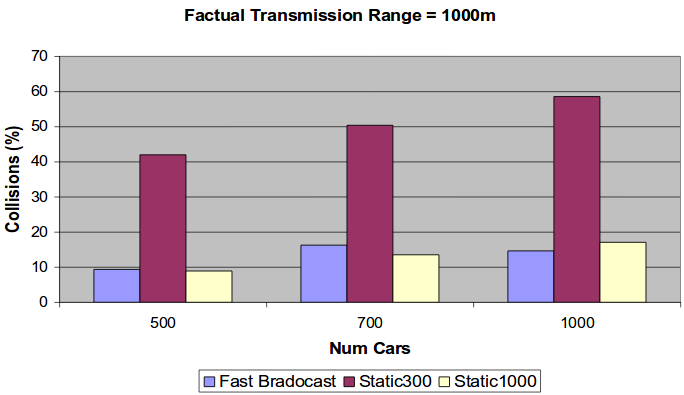 Factual Transmission Range = 1000m
70
60
50
40
30
20
10
0
Collisions (%)
500 700 1000
Num Cars
Fast Bradocast Static300 Static1000